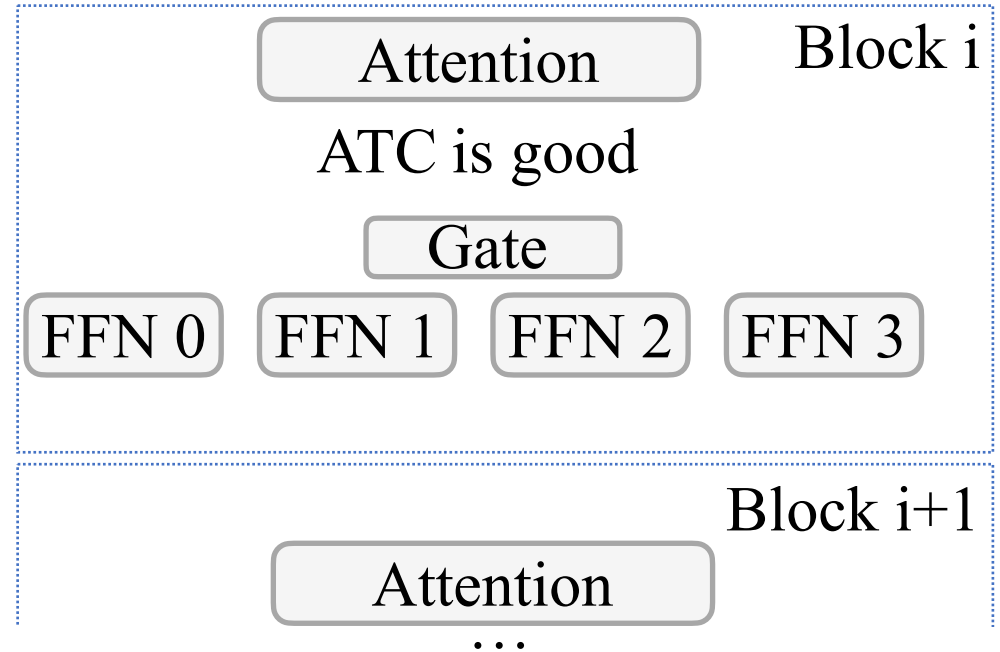 Attention
Block i
ATC is good
Gate
FFN 0
FFN 1
FFN 2
FFN 3
Block i+1
Attention
...